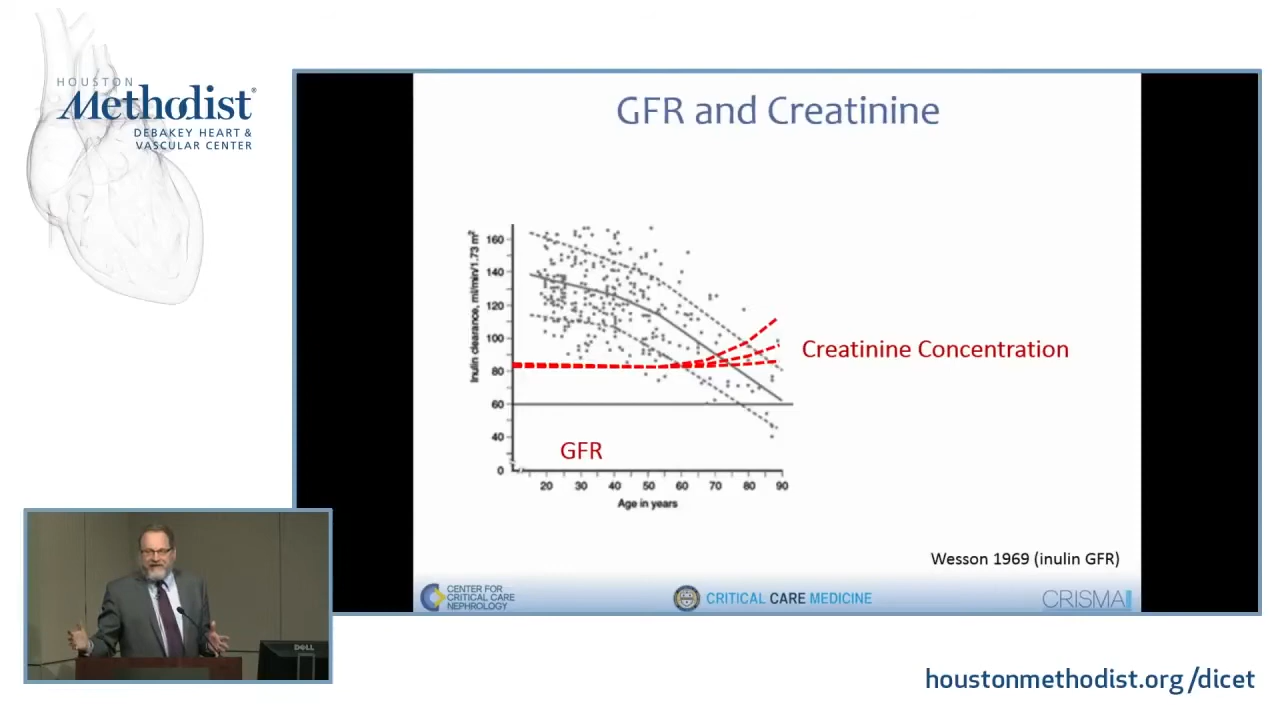 HOUSTON
Methodist®
DEBAKEY HEART &
VASCULAR CENTER
GFR and Creatinine
Inulin clearance, ml/min/1.73 m²
160
140
120
100
80
60
40
0
Creatinine Concentration
GFR
20 30 40 50 60 70 80 90
Age in years
Wesson 1969 (inulin GFR)
CENTER FOR
CRITICAL CARE
NEPHROLOGY
CRITICAL CARE MEDICINE
CRISMA
DELL
houstonmethodist.org/dicet